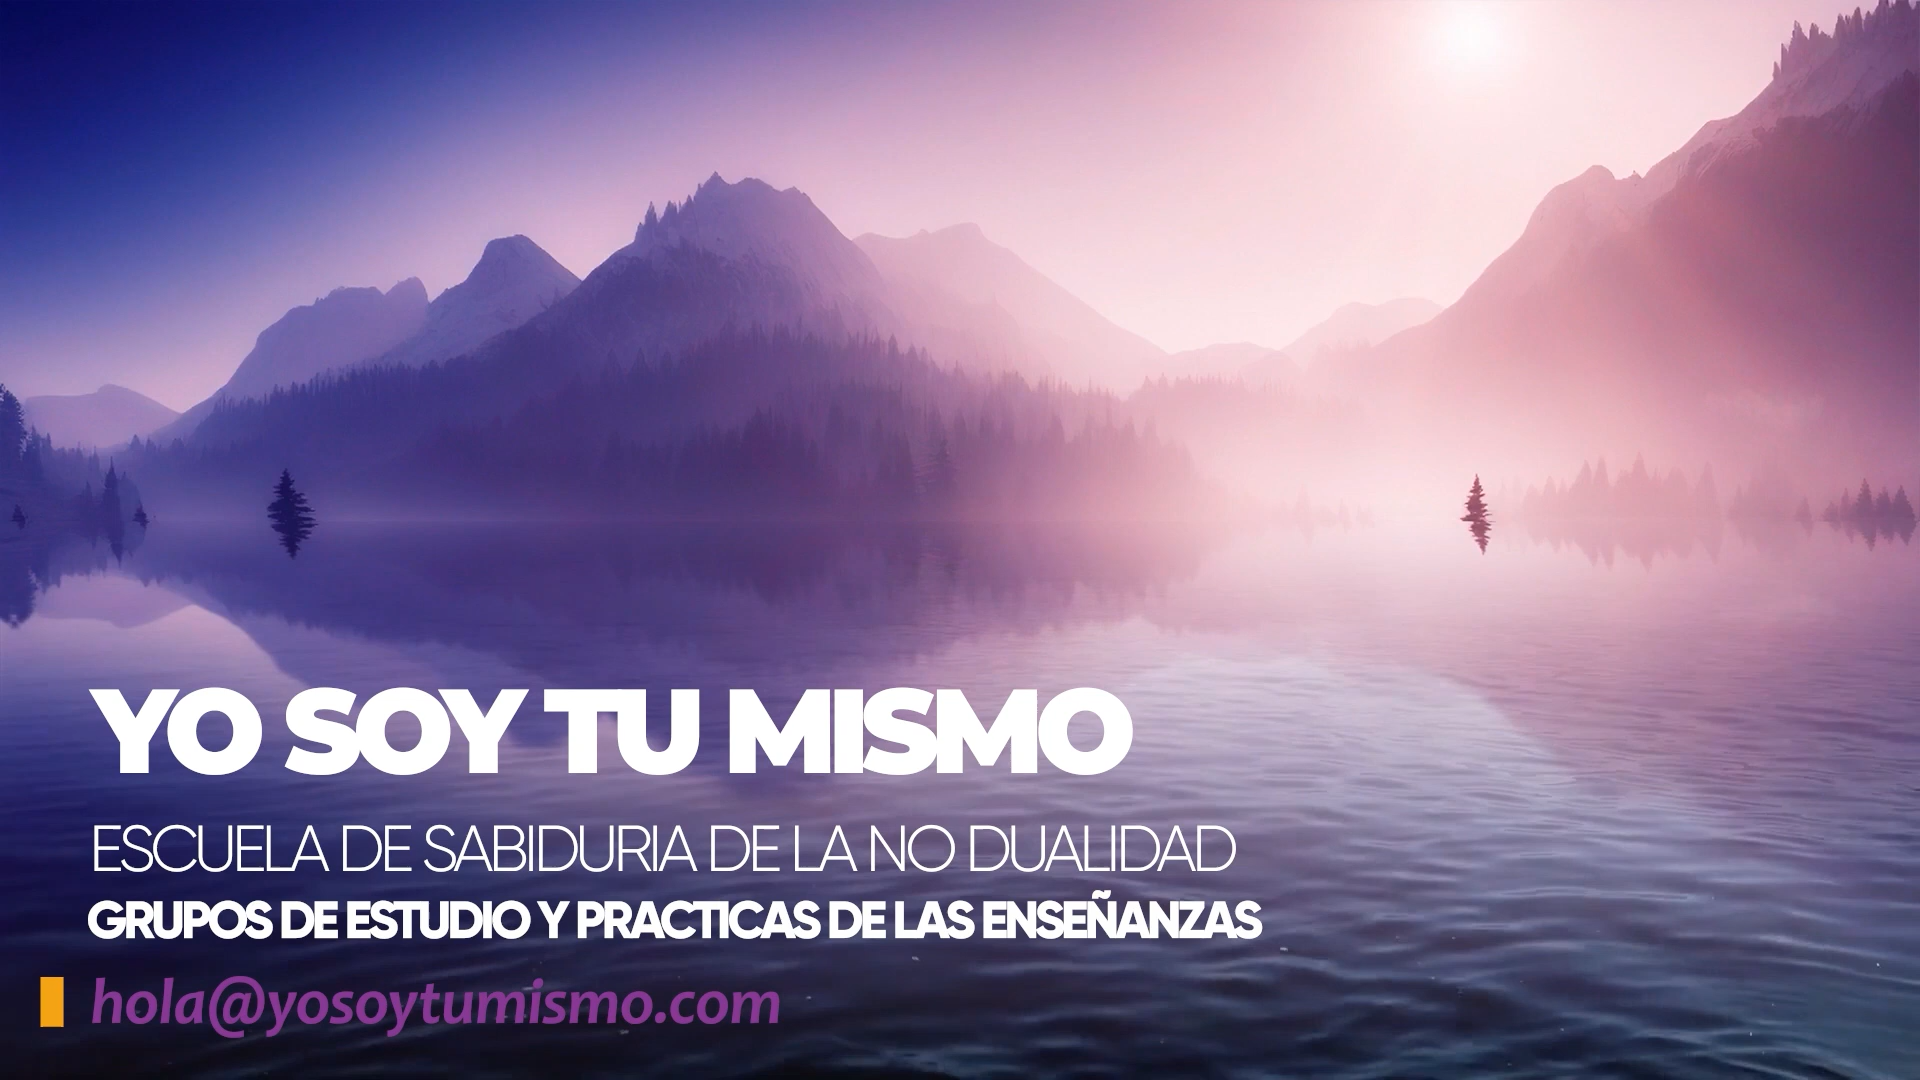 YO SOY TU MISMO
ESCUELA DE SABIDURIA DE LA NO DUALIDAD
GRUPOS DE ESTUDIO Y PRACTICAS DE LAS ENSEÑANZAS
hola@yosoytumismo.com